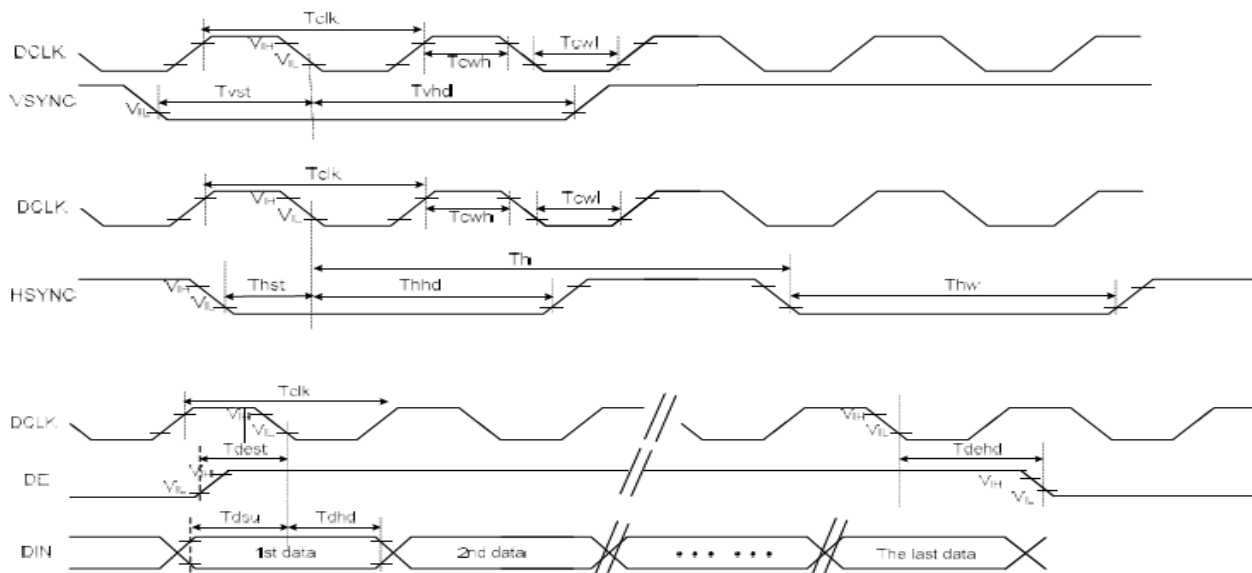 Tclk
DCLK
VIH
VIL
Tcwh
Tcwl
VSYNC
VIL
Tvst
Tvhd
Tclk
DCLK
VIH
VIL
Tcwh
Tcwl
Th
HSYNC
VIH
VIL
Thst
Thhd
Thw
Tclk
DCLK
VIH
VIL
VIH
VIL
Tdest
Tdehd
DE
VIH
VIL
VIH
VIL
Tdsu
Tdhd
DIN
1st data
2nd data
The last data